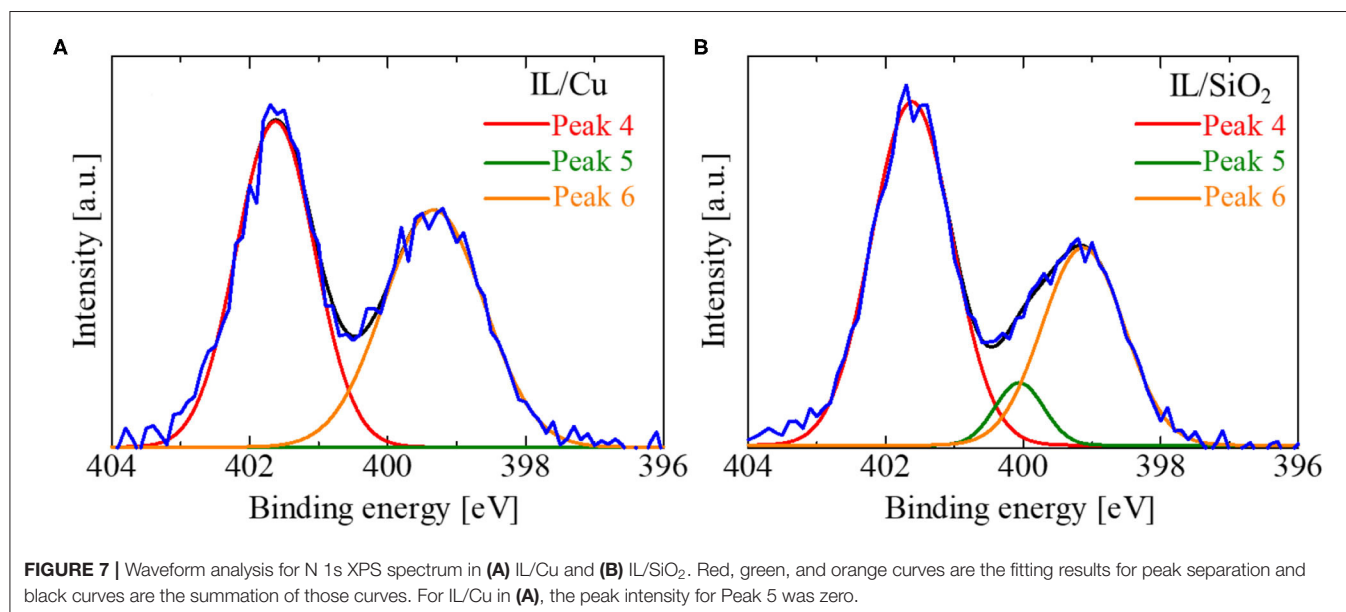 A
IL/Cu
Peak 4
Peak 5
Peak 6
Intensity [a.u.]
404 402 400 398 396
Binding energy [eV]
B
IL/SiO₂
Peak 4
Peak 5
Peak 6
Intensity [a.u.]
404 402 400 398 396
Binding energy [eV]
FIGURE 7 | Waveform analysis for N 1s XPS spectrum in (A) IL/Cu and (B) IL/SiO₂. Red, green, and orange curves are the fitting results for peak separation and
black curves are the summation of those curves. For IL/Cu in (A), the peak intensity for Peak 5 was zero.